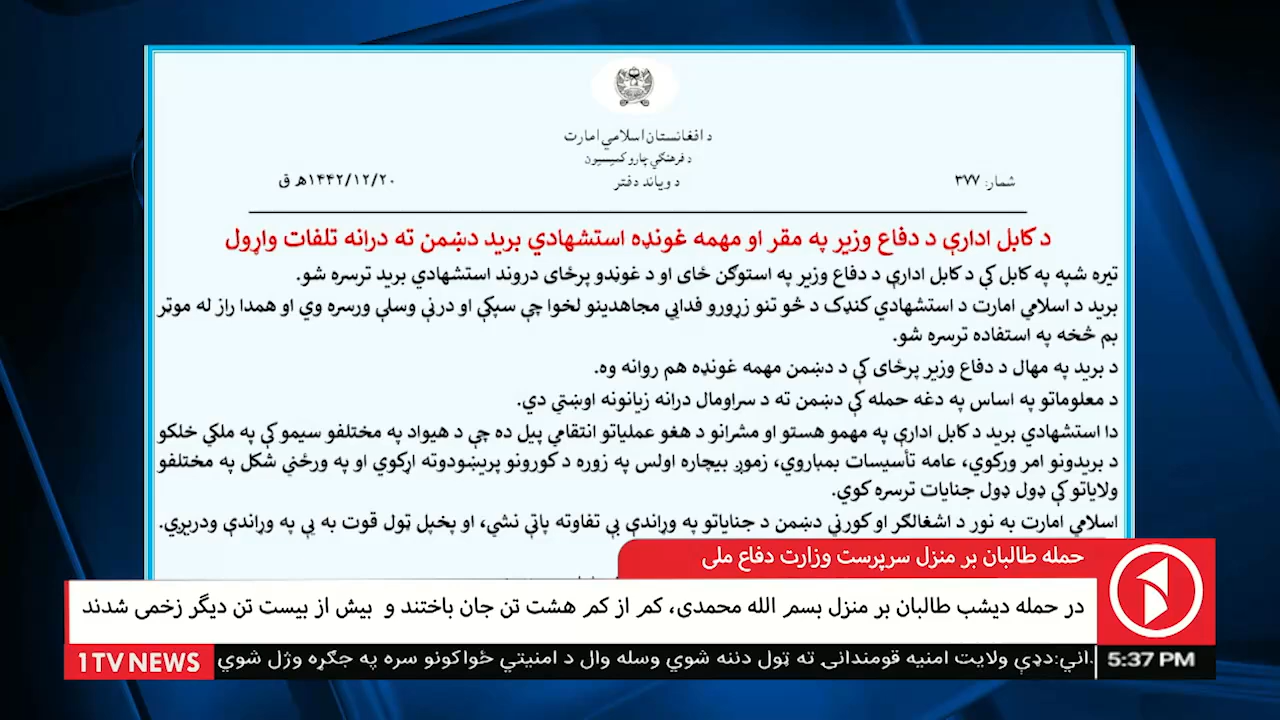 د افغانستان اسلامي امارت
د فرهنګي چارو کمیسیون
شمار: ۳۷۷
د ویاند دفتر
۱۴۴۲/۱۲/۲۰هـ ق
د کابل ادارې د دفاع وزیر په مقر او مهمه غونډه استشهادي برید دښمن ته درانه تلفات واړول
تیره شپه په کابل کې د کابل ادارې د دفاع وزیر په استوګن ځای او د غونډو پرځای دروند استشهادي برید ترسره شو.
برید د اسلامي امارت د استشهادي کنډک د څو تنو زړورو فدايي مجاهدینو لخوا چې سپکې او درنې وسلې ورسره وي او همدا راز له موټر
بم څخه په استفاده ترسره شو.
د برید په مهال د دفاع وزیر پرځای کې د دښمن مهمه غونډه هم روانه وه.
د معلوماتو په اساس په دغه حمله کې دښمن ته د سراومال درانه زیانونه اوښتي دي.
دا استشهادي برید د کابل ادارې په مهمو هستو او مشرانو د هغو عملیاتو انتقامي پیل ده چې د هیواد په مختلفو سیمو کې په ملکي خلکو
د بریدونو امر ورکوي، عامه تأسیسات بمباروي، زموږ بیچاره اولس په زوره د کورونو پریښودوته اړکوي او په ورځني شکل په مختلفو
ولایاتو کې ډول ډول جنایات ترسره کوي.
اسلامي امارت به نور د اشغالګر او کورني دښمن د جنایاتو په وړاندې بې تفاوته پاتې نشي، او پخپل ټول قوت به یې په وړاندې ودریږي.
حمله طالبان بر منزل سرپرست وزارت دفاع ملی
در حمله دیشب طالبان بر منزل بسم الله محمدی، کم از کم هشت تن جان باختند و بیش از بیست تن دیگر زخمی شدند
1TV NEWS
اني:ددې ولایت امنیه قومندانۍ ته ټول دننه شوي وسله وال د امنیتي ځواکونو سره په جګړه وژل شوي
5:37 PM